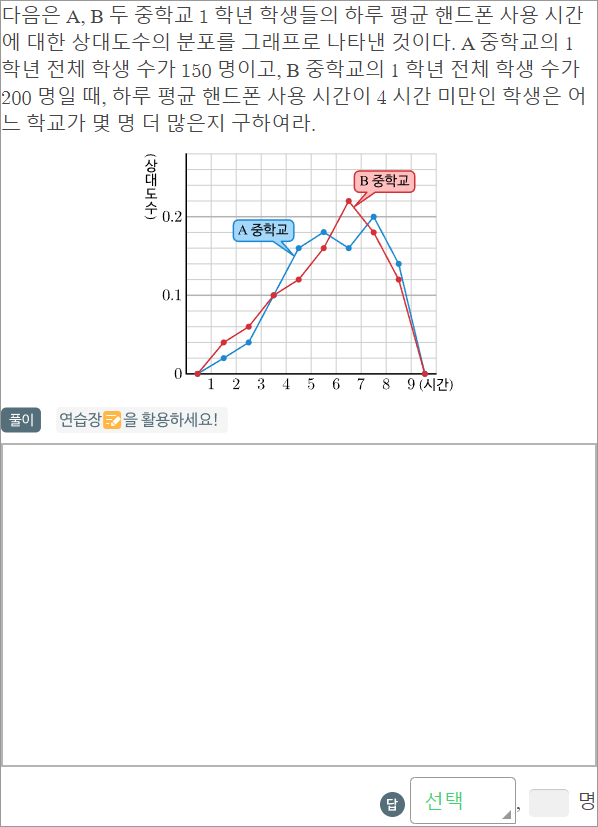 다음은 A, B 두 중학교 1 학년 학생들의 하루 평균 핸드폰 사용 시간
에 대한 상대도수의 분포를 그래프로 나타낸 것이다. A 중학교의 1
학년 전체 학생 수가 150 명이고, B 중학교의 1 학년 전체 학생 수가
200 명일 때, 하루 평균 핸드폰 사용 시간이 4 시간 미만인 학생은 어
느 학교가 몇 명 더 많은지 구하여라.
(상대도수)
B 중학교
0.2
A 중학교
0.1
0
1 2 3 4 5 6 7 8 9 (시간)
풀이 연습장을 활용하세요!
답 선택, 명